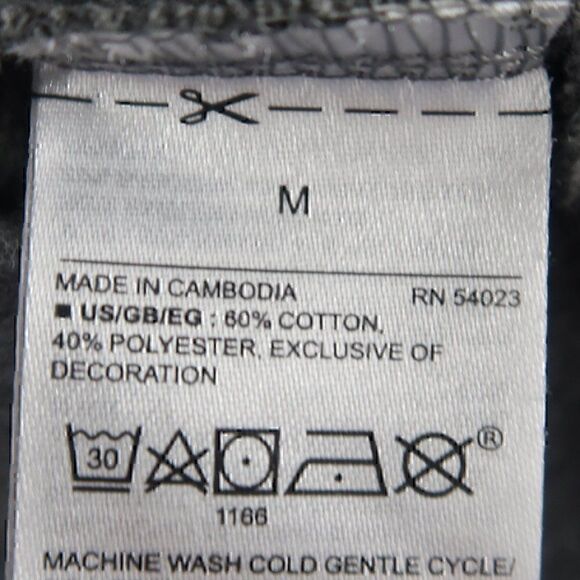 M
MADE IN CAMBODIA RN 54023
US/GB/EG : 60% COTTON,
40% POLYESTER, EXCLUSIVE OF
DECORATION
30
®
1166
MACHINE WASH COLD GENTLE CYCLE/